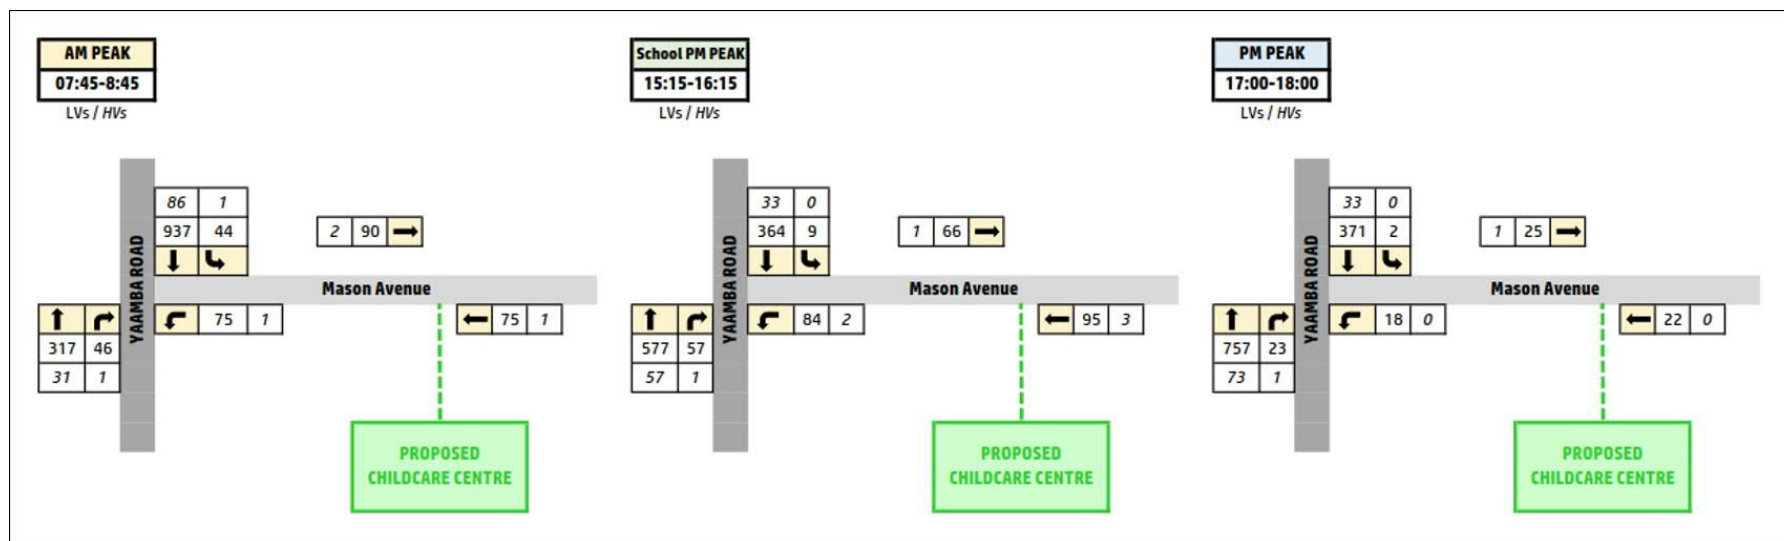 AM PEAK
07:45-8:45
LVs / HVs
86 1
937 44
2 90
YAAMBA ROAD
Mason Avenue
75 1
75 1
317 46
31 1
PROPOSED
CHILDCARE CENTRE
School PM PEAK
15:15-16:15
LVs / HVs
33 0
364 9
1 66
YAAMBA ROAD
Mason Avenue
84 2
95 3
577 57
57 1
PROPOSED
CHILDCARE CENTRE
PM PEAK
17:00-18:00
LVs / HVs
33 0
371 2
1 25
YAAMBA ROAD
Mason Avenue
18 0
22 0
757 23
73 1
PROPOSED
CHILDCARE CENTRE